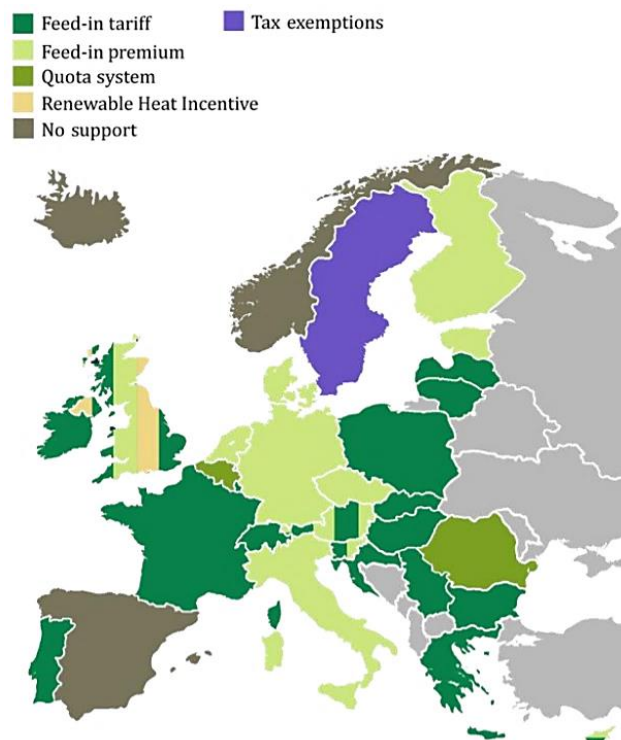 Feed-in tariff
Feed-in premium
Quota system
Renewable Heat Incentive
No support
Tax exemptions